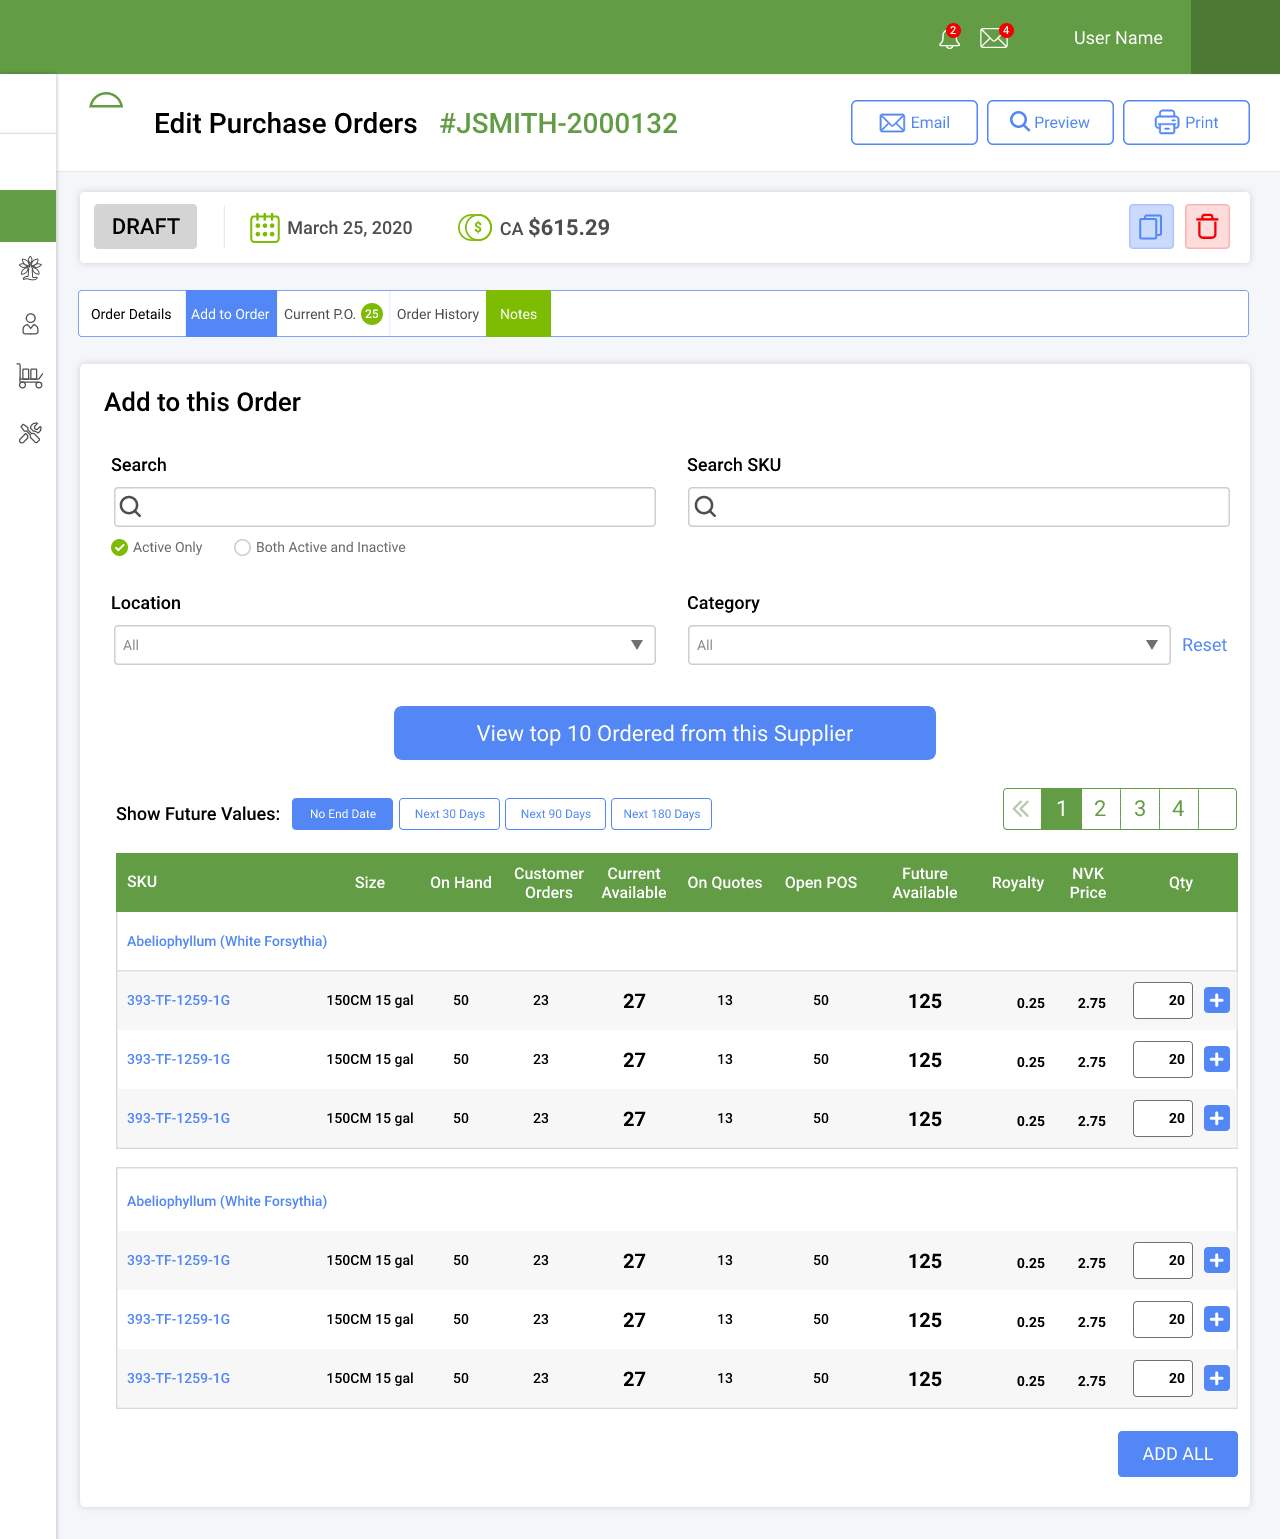 2 4 User Name
Edit Purchase Orders #JSMITH-2000132 Email Preview Print
DRAFT March 25, 2020 $ CA $615.29
Order Details Add to Order Current P.O. 25 Order History Notes
Add to this Order
Search Search SKU
Active Only Both Active and Inactive
Location Category
All All Reset
View top 10 Ordered from this Supplier
Show Future Values: No End Date Next 30 Days Next 90 Days Next 180 Days « 1 2 3 4
SKU Size On Hand Customer Orders Current Available On Quotes Open POS Future Available Royalty NVK Price Qty
Abeliophyllum (White Forsythia)
393-TF-1259-1G 150CM 15 gal 50 23 27 13 50 125 0.25 2.75 20
393-TF-1259-1G 150CM 15 gal 50 23 27 13 50 125 0.25 2.75 20
393-TF-1259-1G 150CM 15 gal 50 23 27 13 50 125 0.25 2.75 20
Abeliophyllum (White Forsythia)
393-TF-1259-1G 150CM 15 gal 50 23 27 13 50 125 0.25 2.75 20
393-TF-1259-1G 150CM 15 gal 50 23 27 13 50 125 0.25 2.75 20
393-TF-1259-1G 150CM 15 gal 50 23 27 13 50 125 0.25 2.75 20
ADD ALL